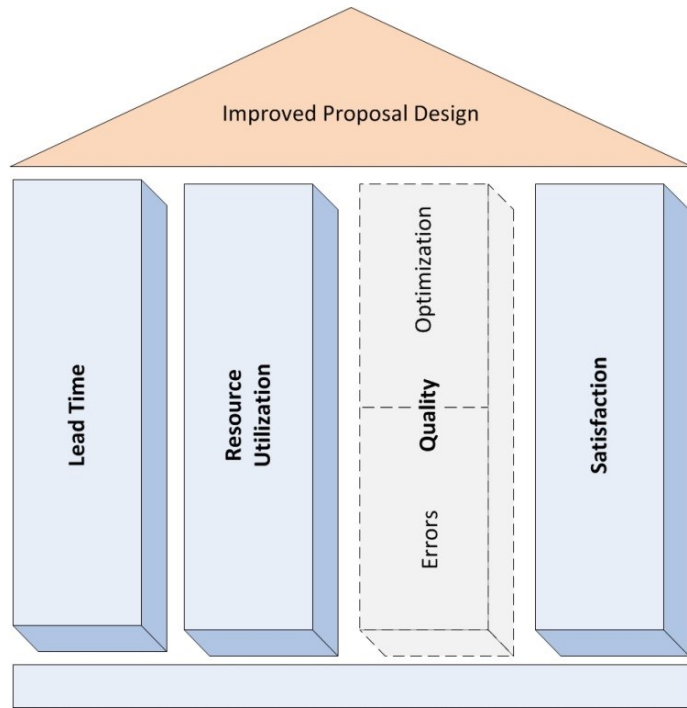 Improved Proposal Design
Lead Time
Resource
Utilization
Optimization
Quality
Errors
Satisfaction